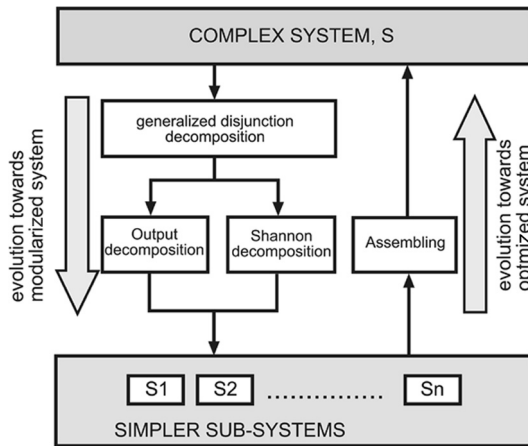 COMPLEX SYSTEM, S
generalized disjunction
decomposition
evolution towards
modularized system
Output
decomposition
Shannon
decomposition
Assembling
evolution towards
optmized system
S1 S2 .................... Sn
SIMPLER SUB-SYSTEMS